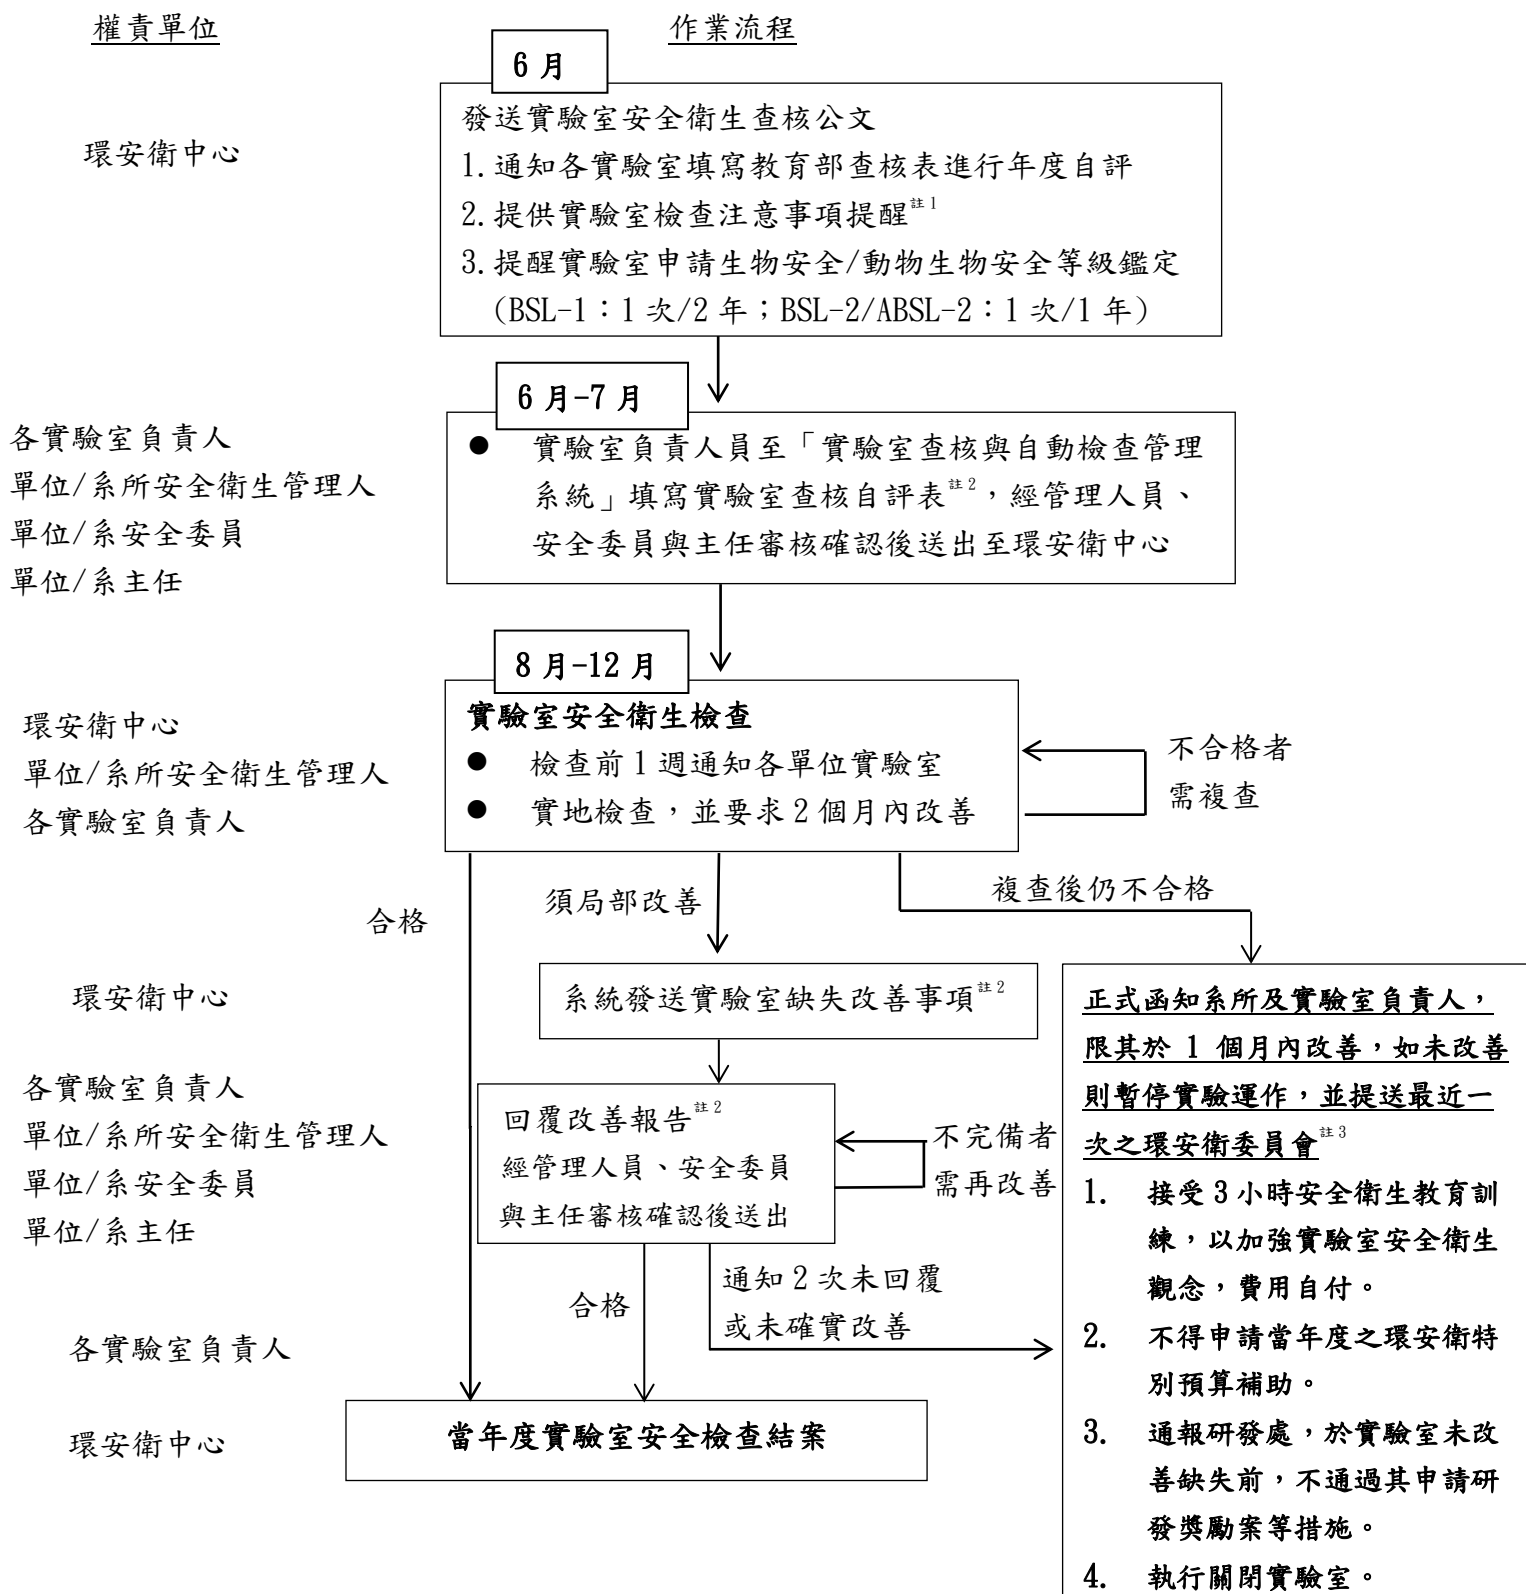 權責單位
作業流程
6 月
環安衛中心
發送實驗室安全衛生查核公文
1.通知各實驗室填寫教育部查核表進行年度自評
2.提供實驗室檢查注意事項提醒註 1
3.提醒實驗室申請生物安全/動物生物安全等級鑑定
(BSL-1：1 次/2 年；BSL-2/ABSL-2：1 次/1 年)
6 月-7 月
各實驗室負責人
單位/系所安全衛生管理人
單位/系安全委員
單位/系主任
● 實驗室負責人員至「實驗室查核與自動檢查管理
系統」填寫實驗室查核自評表註 2，經管理人員、
安全委員與主任審核確認後送出至環安衛中心
8 月-12 月
環安衛中心
單位/系所安全衛生管理人
各實驗室負責人
實驗室安全衛生檢查
● 檢查前 1 週通知各單位實驗室
● 實地檢查，並要求 2 個月內改善
不合格者
需複查
合格
須局部改善
複查後仍不合格
環安衛中心
系統發送實驗室缺失改善事項註 2
各實驗室負責人
單位/系所安全衛生管理人
單位/系安全委員
單位/系主任
回覆改善報告註 2
經管理人員、安全委員
與主任審核確認後送出
不完備者
需再改善
合格
通知 2 次未回覆
或未確實改善
各實驗室負責人
環安衛中心
當年度實驗室安全檢查結案
正式函知系所及實驗室負責人，
限其於 1 個月內改善，如未改善
則暫停實驗運作，並提送最近一
次之環安衛委員會註 3
1. 接受 3 小時安全衛生教育訓
練，以加強實驗室安全衛生
觀念，費用自付。
2. 不得申請當年度之環安衛特
別預算補助。
3. 通報研發處，於實驗室未改
善缺失前，不通過其申請研
發獎勵案等措施。
4. 執行關閉實驗室。